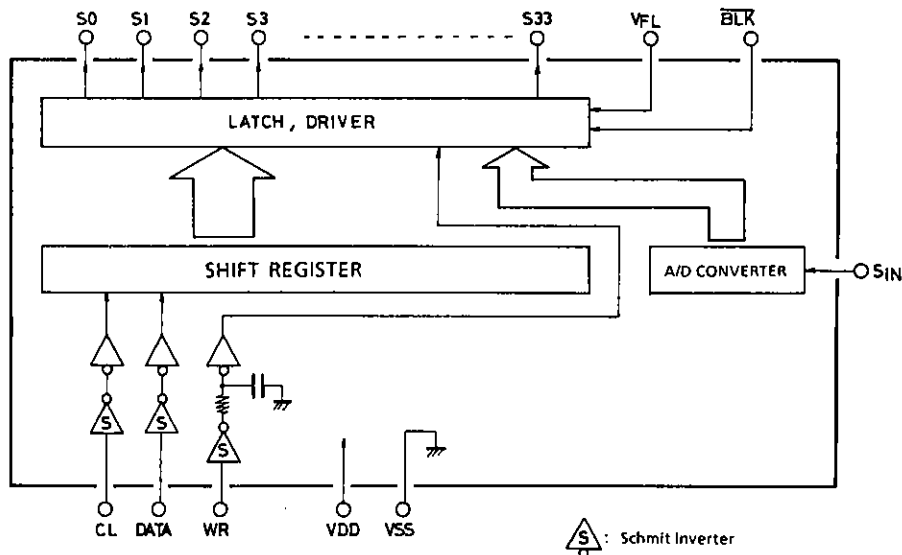 S0 S1 S2 S3 S33 VFL BLK
LATCH, DRIVER
SHIFT REGISTER
A/D CONVERTER
SIN
S S S
CL DATA WR VDD VSS
S : Schmit Inverter